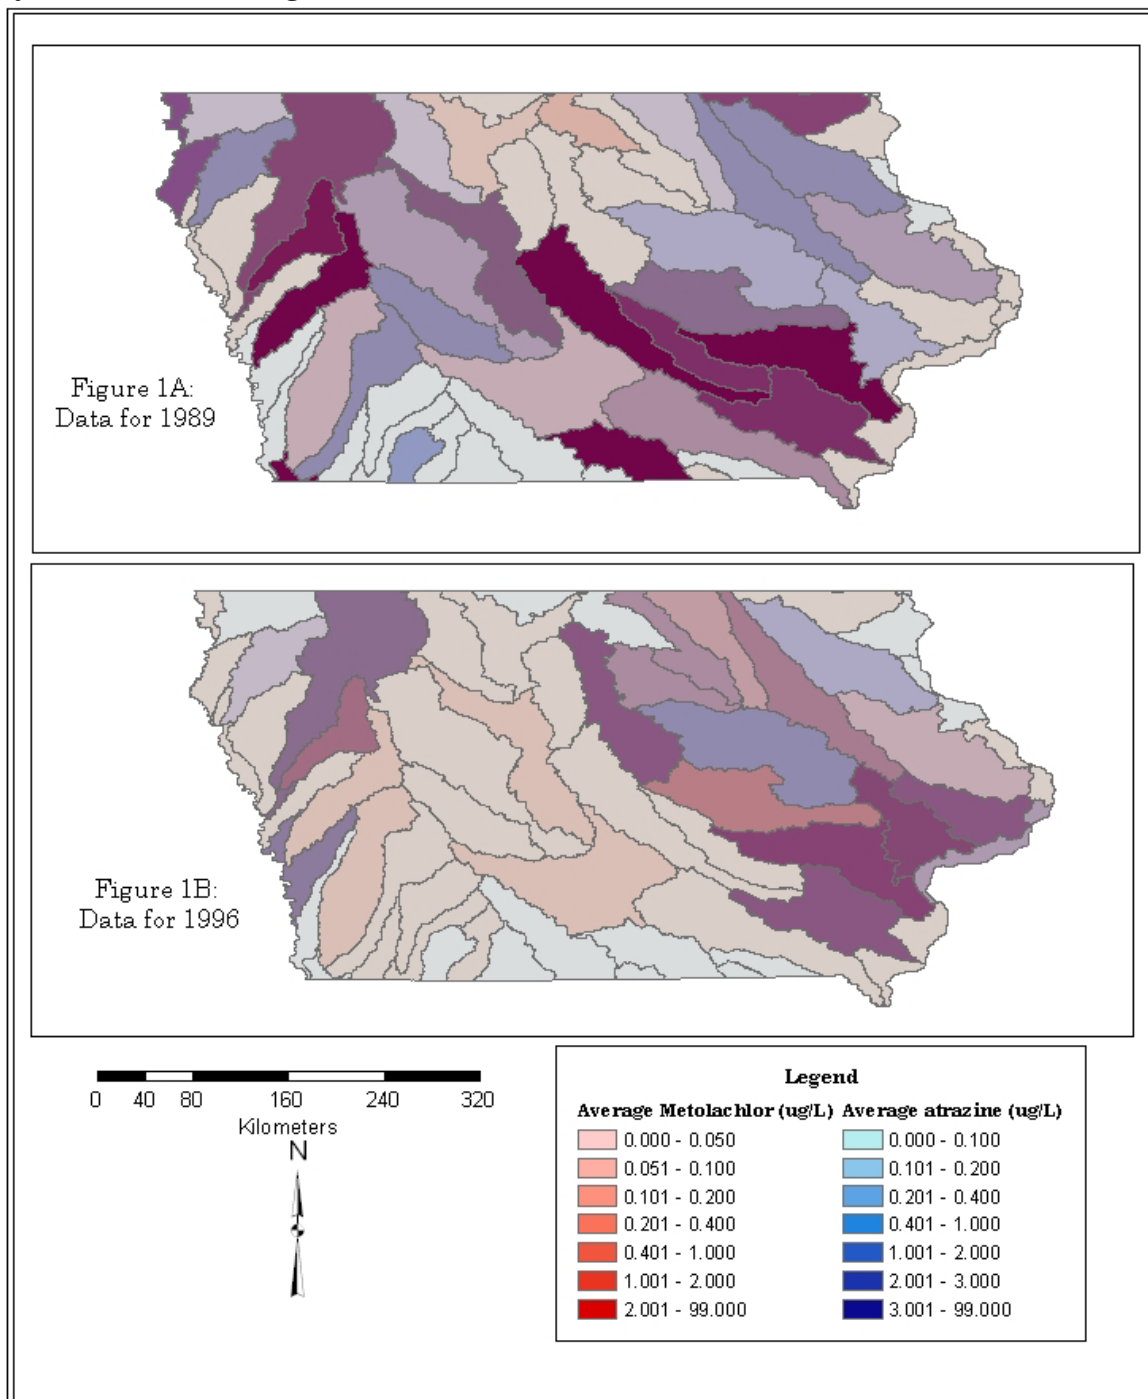 Figure 1A:
Data for 1989
Figure 1B:
Data for 1996
0 40 80 160 240 320
Kilometers
N
Legend
Average Metolachlor (ug/L) Average atrazine (ug/L)
0.000 - 0.050 0.000 - 0.100
0.051 - 0.100 0.101 - 0.200
0.101 - 0.200 0.201 - 0.400
0.201 - 0.400 0.401 - 1.000
0.401 - 1.000 1.001 - 2.000
1.001 - 2.000 2.001 - 3.000
2.001 - 99.000 3.001 - 99.000